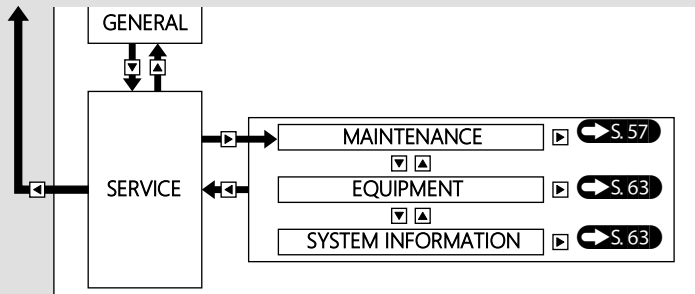 GENERAL
MAINTENANCE S. 57
SERVICE EQUIPMENT S. 63
SYSTEM INFORMATION S. 63